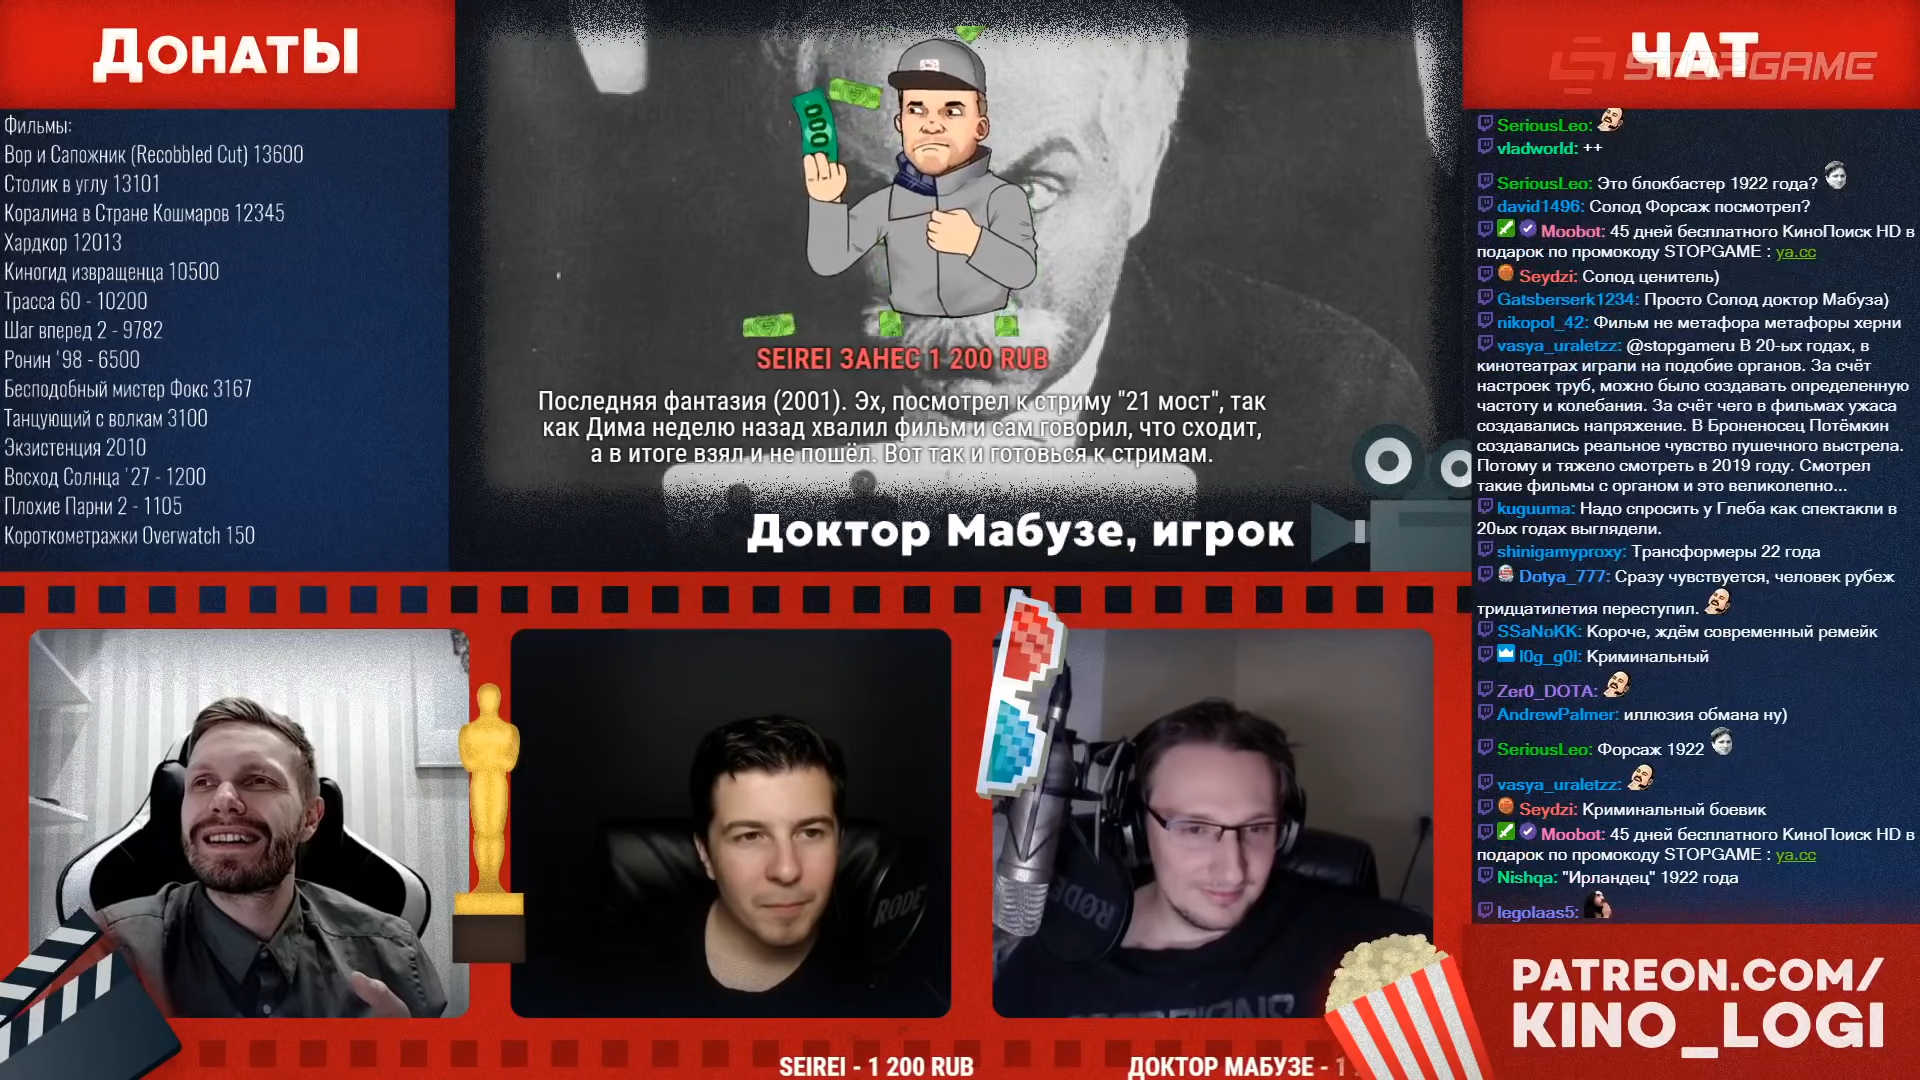 ДОНАТЫ
Фильмы:
Вор и Сапожник (Recobbled Cut) 13600
Столик в углу 13101
Коралина в Стране Кошмаров 12345
Хардкор 12013
Киногид извращенца 10500
Трасса 60 - 10200
Шаг вперед 2 - 9782
Ронин '98 - 6500
Бесподобный мистер Фокс 3167
Танцующий с волкам 3100
Экзистенция 2010
Восход Солнца '27 - 1200
Плохие Парни 2 - 1105
Короткометражки Overwatch 150
000
SEIREI ЗАНЕС 1 200 RUB
Последняя фантазия (2001). Эх, посмотрел к стриму "21 мост", так
как Дима неделю назад хвалил фильм и сам говорил, что сходит,
а в итоге взял и не пошёл. Вот так и готовься к стримам.
Доктор Мабузе, игрок
ЧАТ
STOPGAME
SeriousLeo:
vladworld: ++
SeriousLeo: Это блокбастер 1922 года?
david1496: Солод Форсаж посмотрел?
Moobot: 45 дней бесплатного КиноПоиск HD в
подарок по промокоду STOPGAME : ya.cc
Seydzi: Солод ценитель)
Gatsberserk1234: Просто Солод доктор Мабуза)
nikopol_42: Фильм не метафора метафоры херни
vasya_uraletzz: @stopgameru В 20-ых годах, в
кинотеатрах играли на подобие органов. За счёт
настроек труб, можно было создавать определенную
частоту и колебания. За счёт чего в фильмах ужаса
создавались напряжение. В Броненосец Потёмкин
создавались реальное чувство пушечного выстрела.
Потому и тяжело смотреть в 2019 году. Смотрел
такие фильмы с органом и это великолепно...
kuguuma: Надо спросить у Глеба как спектакли в
20ых годах выглядели.
shinigamyproxy: Трансформеры 22 года
Dotya_777: Сразу чувствуется, человек рубеж
тридцатилетия переступил.
SSaNoKK: Короче, ждём современный ремейк
l0g_g0l: Криминальный
Zer0_DOTA:
AndrewPalmer: иллюзия обмана ну)
SeriousLeo: Форсаж 1922
vasya_uraletzz:
Seydzi: Криминальный боевик
Moobot: 45 дней бесплатного КиноПоиск HD в
подарок по промокоду STOPGAME : ya.cc
Nishqa: "Ирландец" 1922 года
legolaas5:
RODE
RODE
PATREON.COM/
KINO_LOGI
SEIREI - 1 200 RUB
ДОКТОР МАБУЗЕ - 1